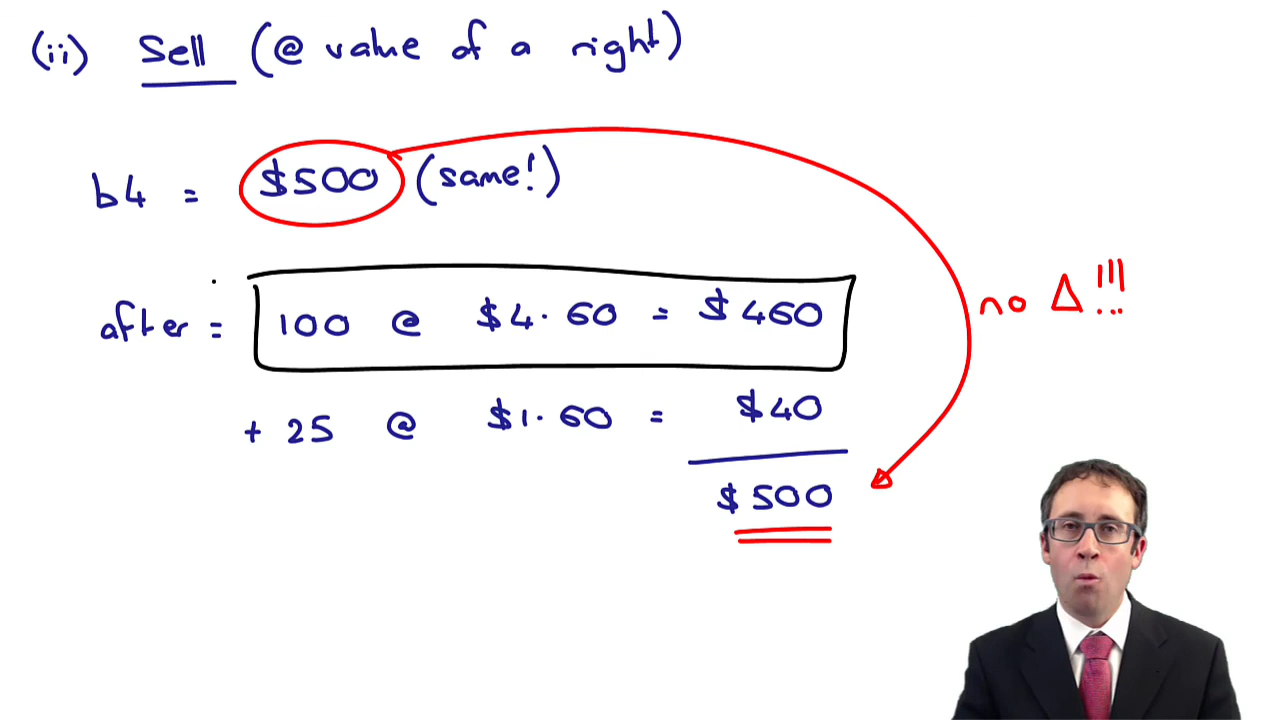 (ii) Sell (@ value of a right)
b4 = $500 (same!)
after = 100 @ $4.60 = $460
no Δ!!!
+ 25 @ $1.60 = $40
$500